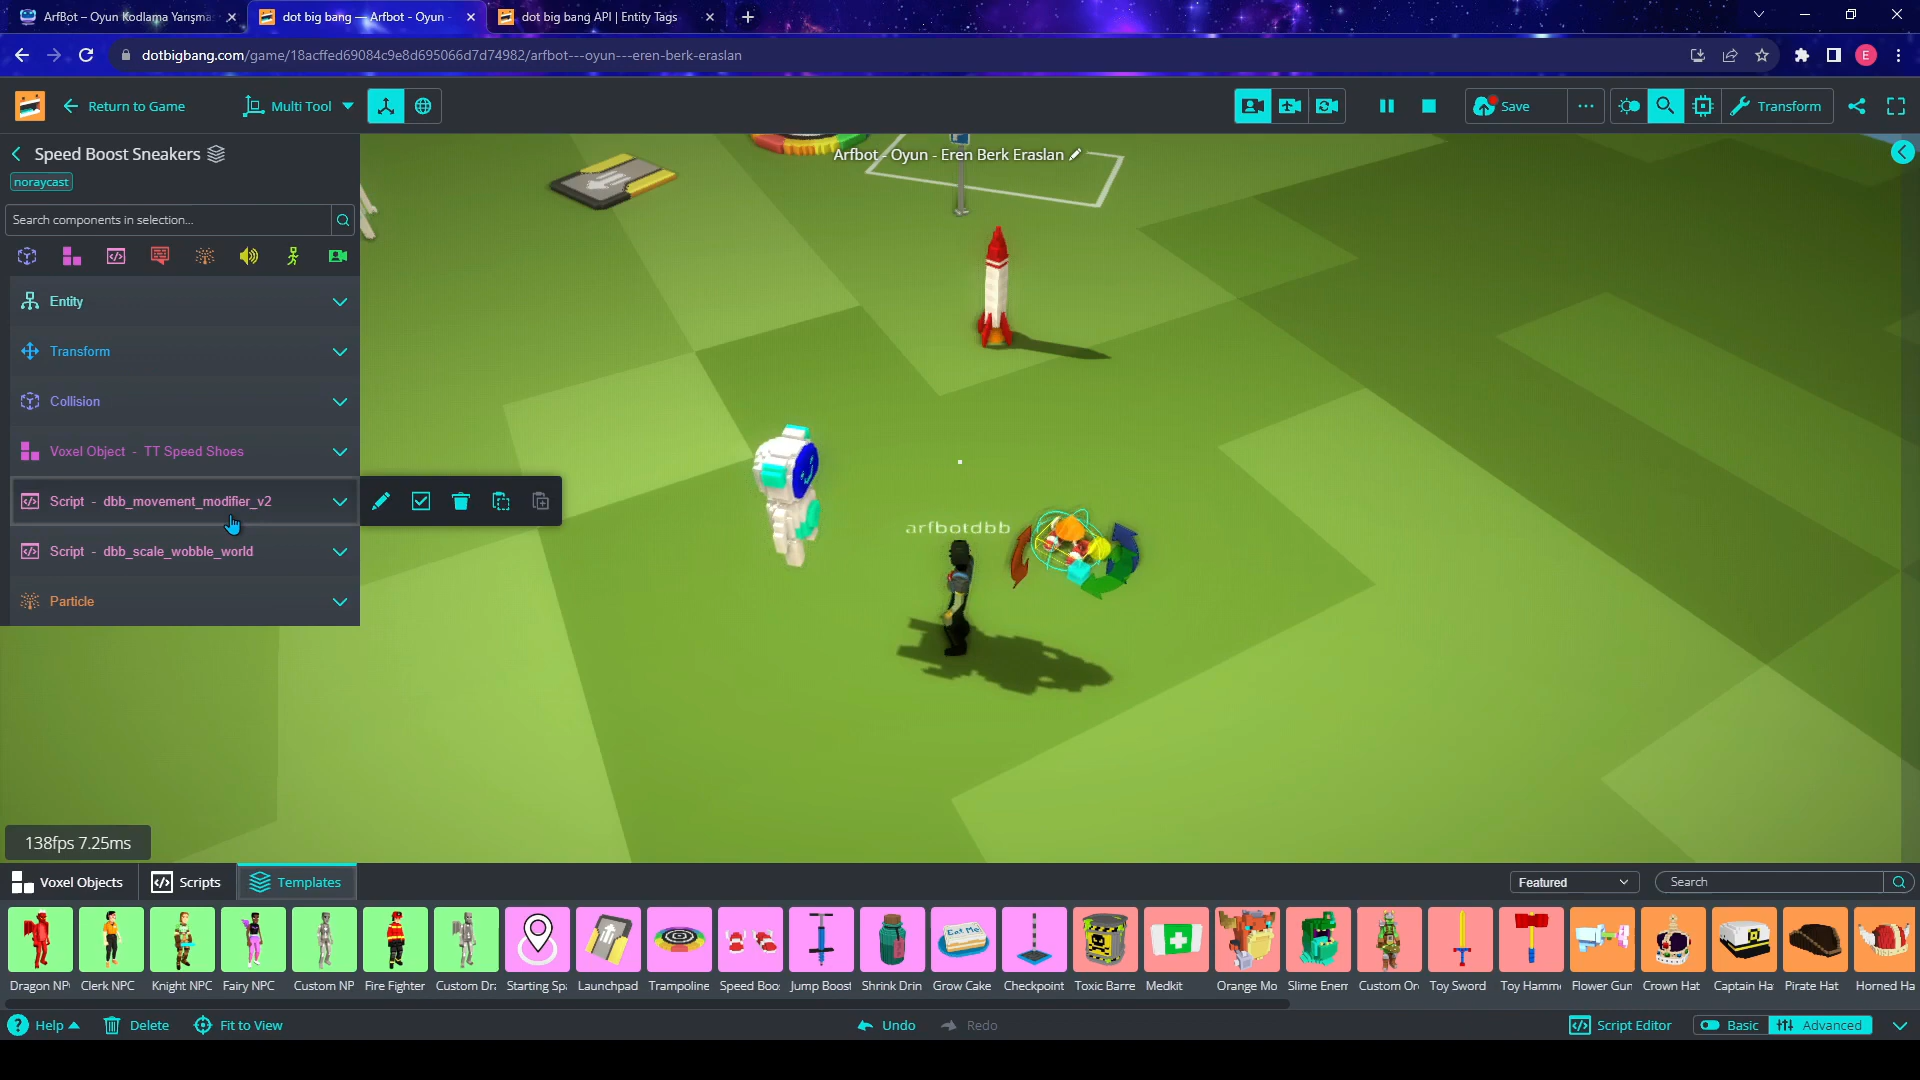 ArfBot – Oyun Kodlama Yarışma
dot big bang — Arfbot - Oyun -
dot big bang API | Entity Tags
dotbigbang.com/game/18acffed69084c9e8d695066d7d74982/arfbot---oyun---eren-berk-eraslan
E
Return to Game
Multi Tool
Save
Transform
Speed Boost Sneakers
noraycast
Arfbot - Oyun - Eren Berk Eraslan
Search components in selection...
Entity
Transform
Collision
Voxel Object - TT Speed Shoes
Script - dbb_movement_modifier_v2
Script - dbb_scale_wobble_world
Particle
arfbotdbb
138fps 7.25ms
Voxel Objects
Scripts
Templates
Featured
Search
Eat Me
Dragon NP
Clerk NPC
Knight NPC
Fairy NPC
Custom NP
Fire Fighter
Custom Dr
Starting Sp
Launchpad
Trampoline
Speed Boo
Jump Boost
Shrink Drin
Grow Cake
Checkpoint
Toxic Barre
Medkit
Orange Mo
Slime Enem
Custom Or
Toy Sword
Toy Hamm
Flower Gun
Crown Hat
Captain Ha
Pirate Hat
Horned Ha
Help
Delete
Fit to View
Undo
Redo
Script Editor
Basic
Advanced